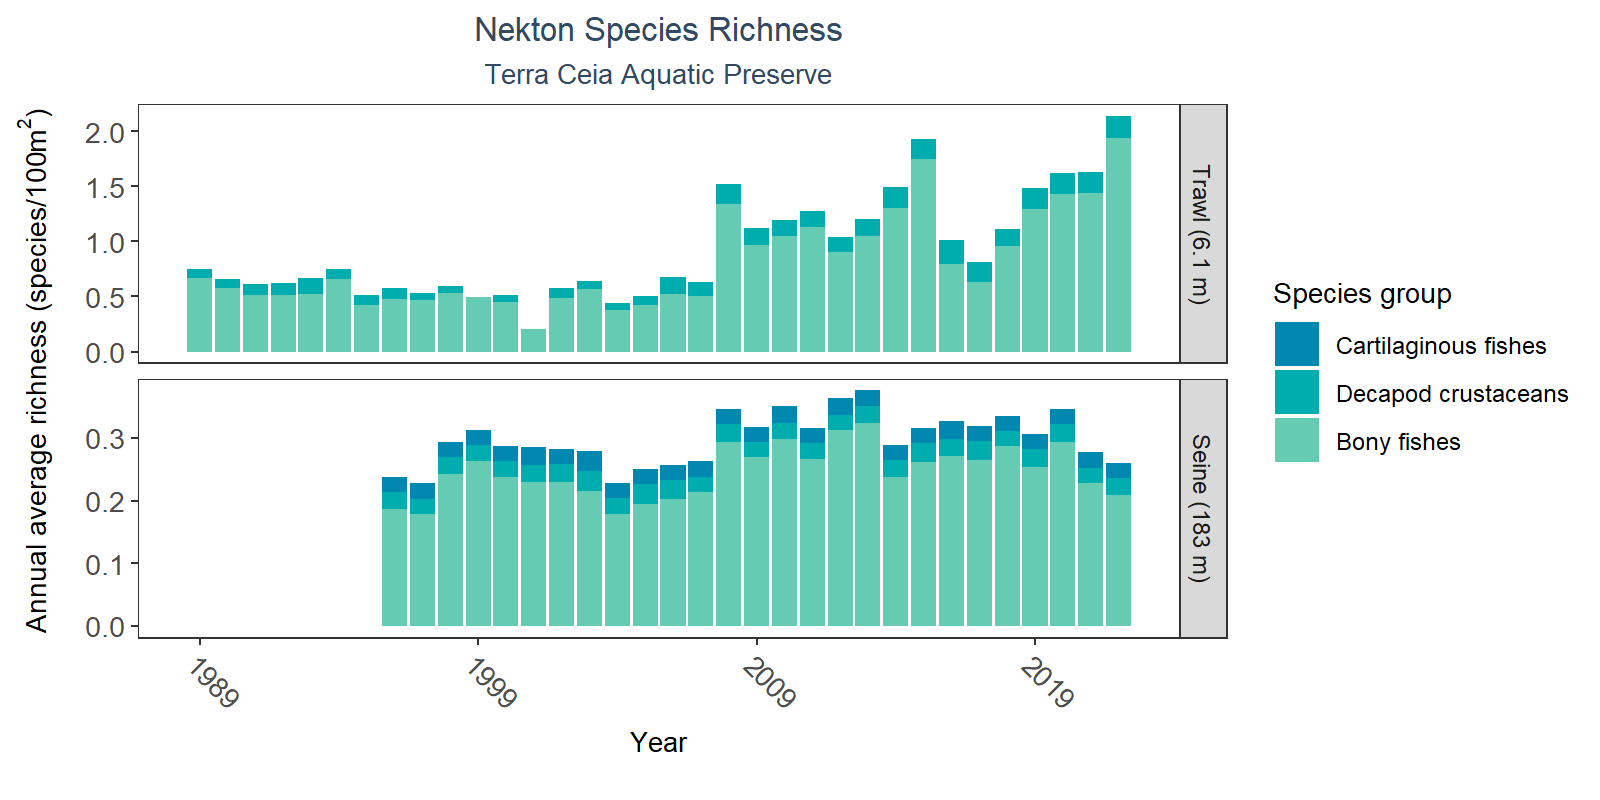 Nekton Species Richness
Terra Ceia Aquatic Preserve
Annual average richness (species/100m²)
2.0
1.5
1.0
0.5
0.0
Trawl (6.1 m)
0.3
0.2
0.1
0.0
Seine (183 m)
1989
1999
2009
2019
Year
Species group
Cartilaginous fishes
Decapod crustaceans
Bony fishes